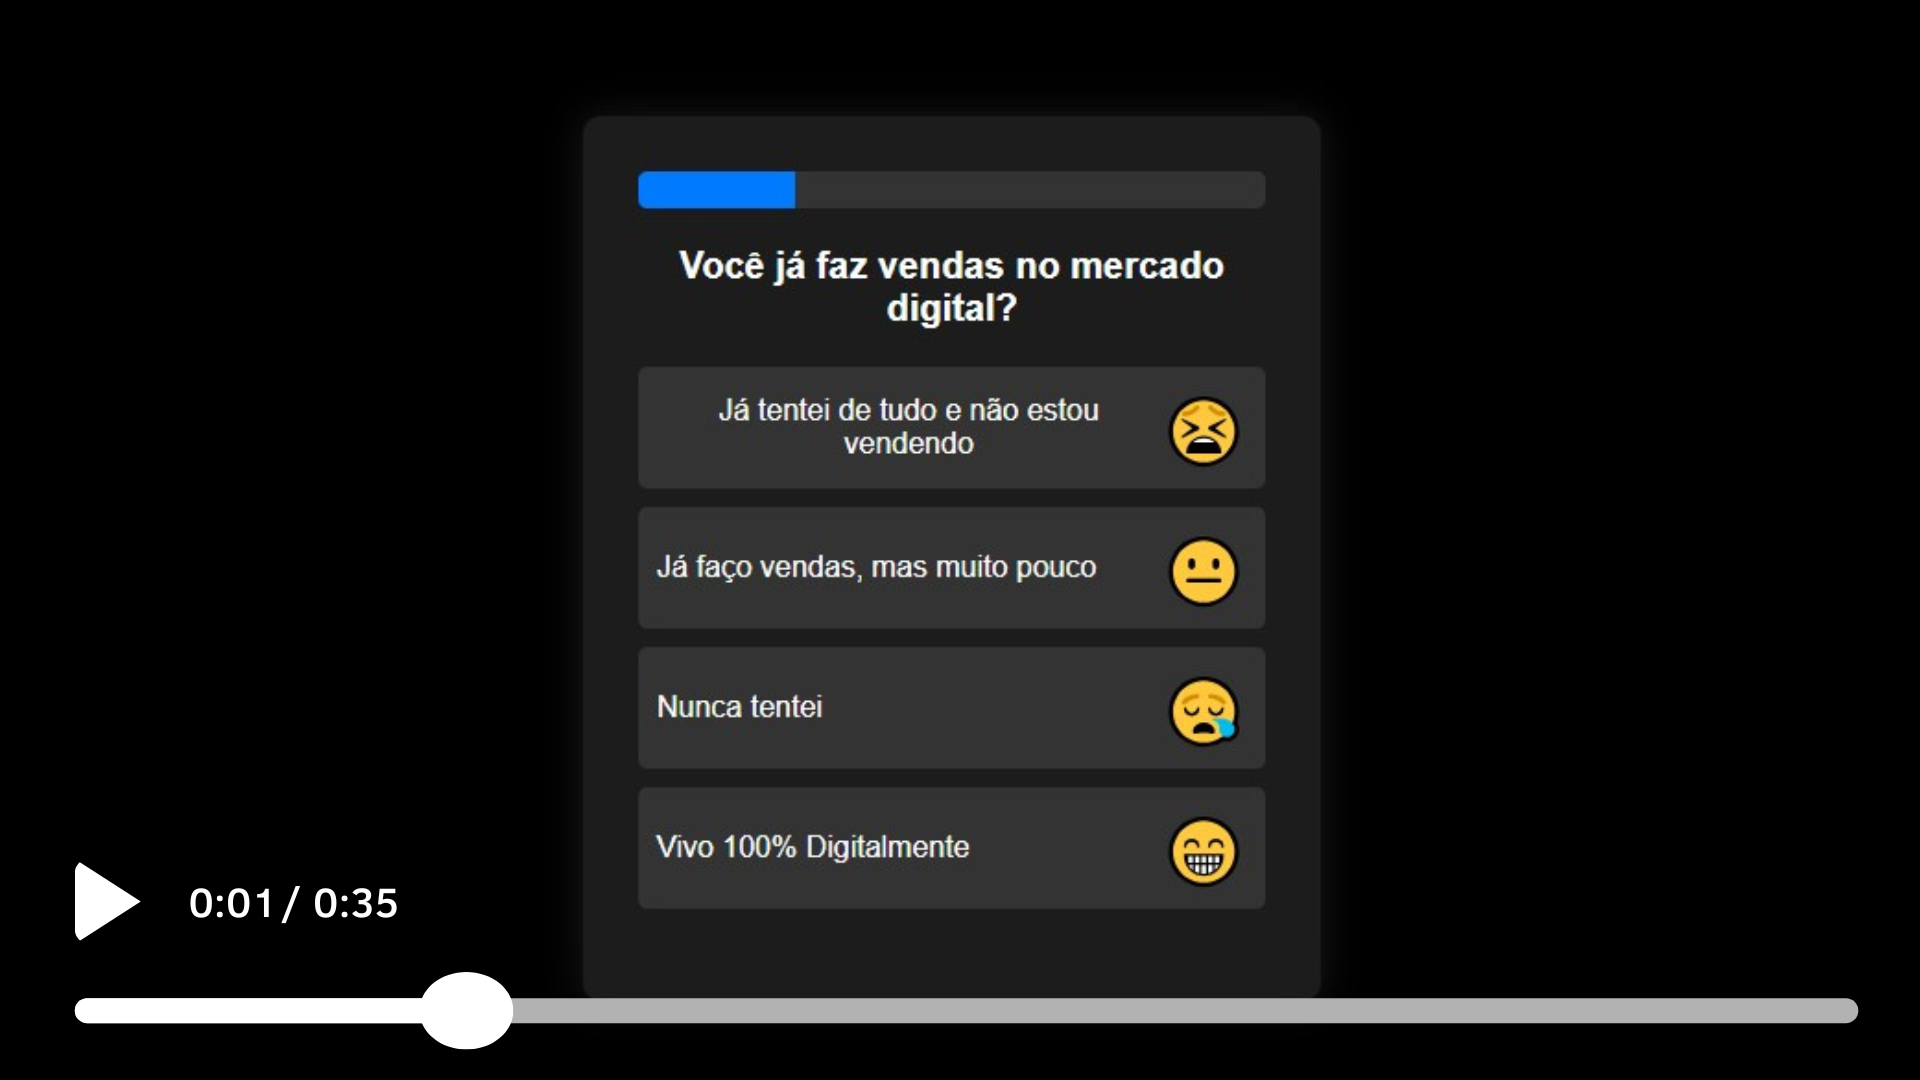 Você já faz vendas no mercado
digital?
Já tentei de tudo e não estou
vendendo
Já faço vendas, mas muito pouco
Nunca tentei
Vivo 100% Digitalmente
0:01/ 0:35